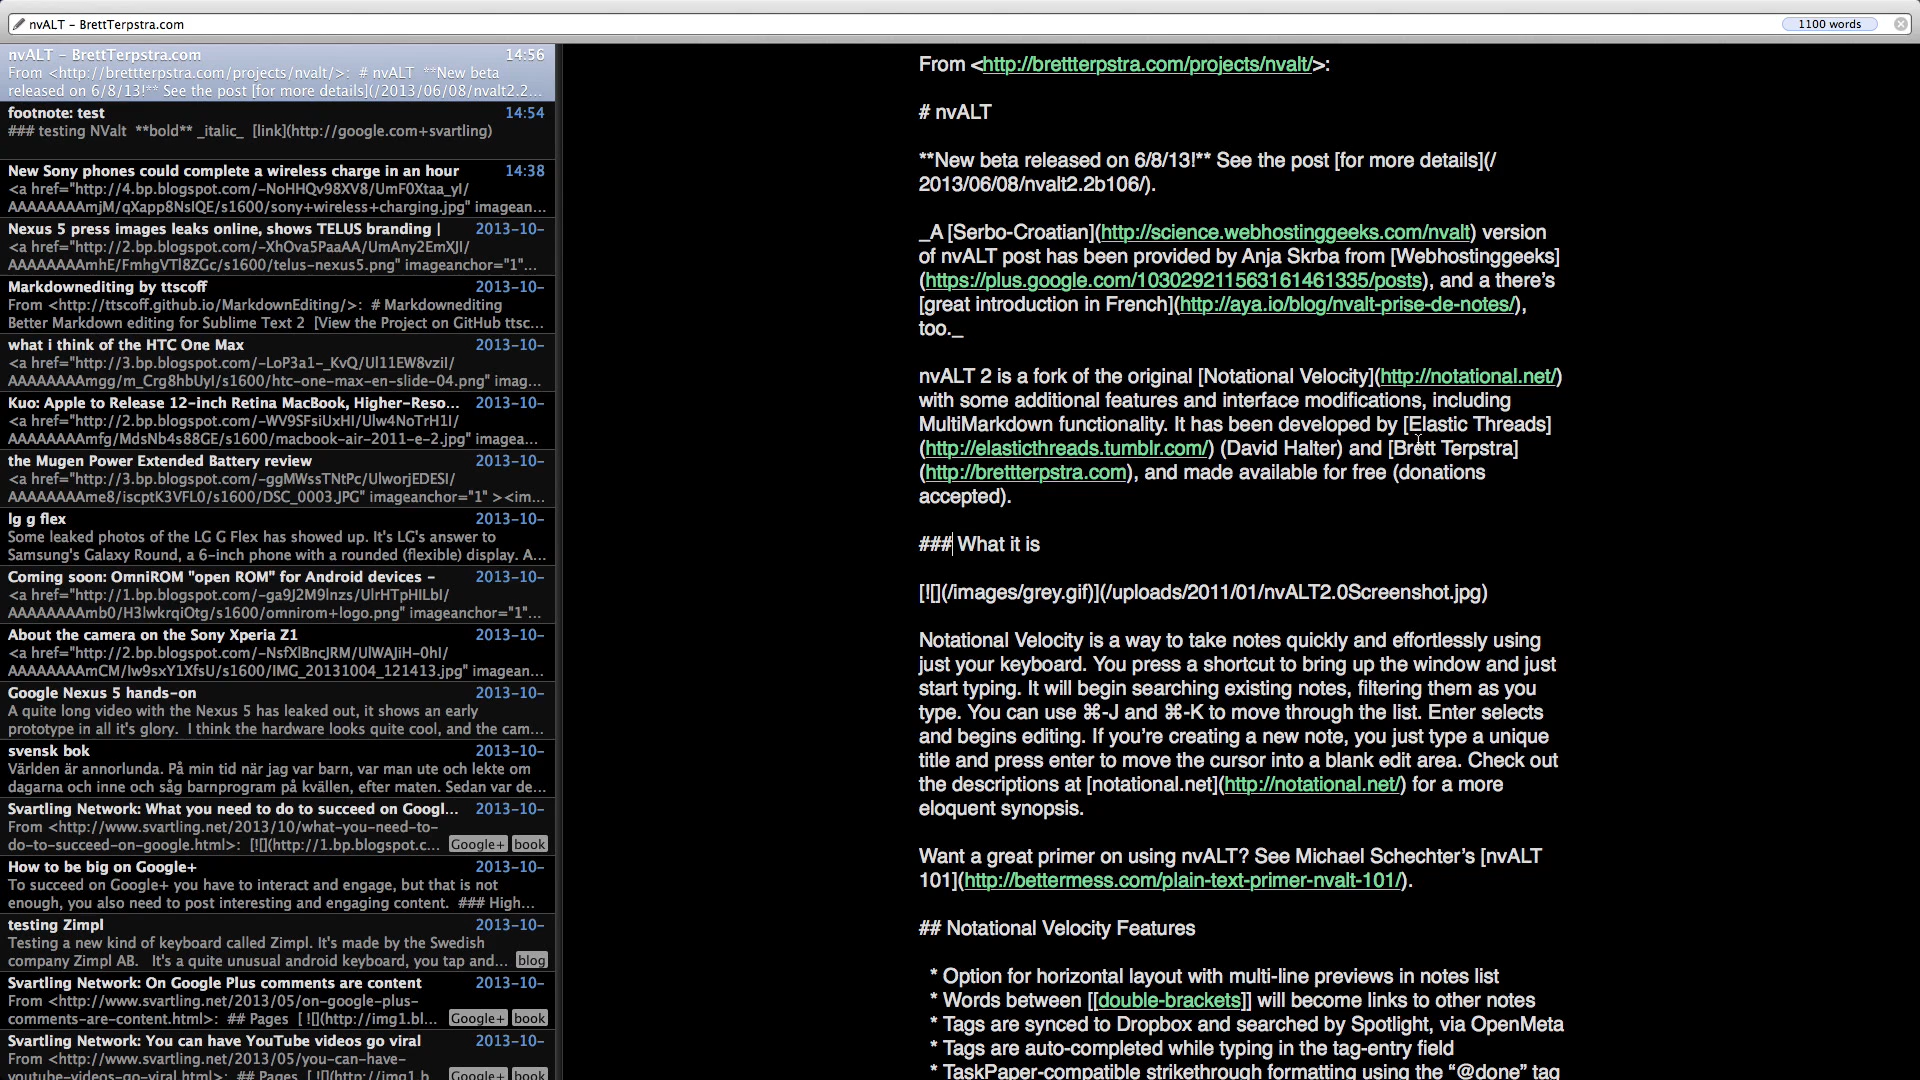 nvALT – BrettTerpstra.com
1100 words
nvALT – BrettTerpstra.com 14:56
From <http://brettterpstra.com/projects/nvalt/>: # nvALT **New beta
released on 6/8/13!** See the post [for more details](/2013/06/08/nvalt2.2...
footnote: test 14:54
### testing NValt **bold** _italic_ [link](http://google.com+svartling)
New Sony phones could complete a wireless charge in an hour 14:38
<a href="http://4.bp.blogspot.com/-NoHHQv98XV8/UmF0Xtaa_yI/
AAAAAAAAmjM/qXapp8NsIQE/s1600/sony+wireless+charging.jpg" imagean...
Nexus 5 press images leaks online, shows TELUS branding | 2013-10-
<a href="http://2.bp.blogspot.com/-XhOva5PaaAA/UmAny2EmXJI/
AAAAAAAAmhE/FmhgVTl8ZGc/s1600/telus-nexus5.png" imageanchor="1"...
Markdownediting by ttscoff 2013-10-
From <http://ttscoff.github.io/MarkdownEditing/>: # Markdownediting
Better Markdown editing for Sublime Text 2 [View the Project on GitHub ttsc...
what i think of the HTC One Max 2013-10-
<a href="http://3.bp.blogspot.com/-LoP3a1-_KvQ/Ul11EW8vziI/
AAAAAAAAmgg/m_Crg8hbUyI/s1600/htc-one-max-en-slide-04.png" imag...
Kuo: Apple to Release 12-inch Retina MacBook, Higher-Reso... 2013-10-
<a href="http://2.bp.blogspot.com/-WV9SFsiUxHI/Ulw4NoTrH1I/
AAAAAAAAmfg/MdsNb4s88GE/s1600/macbook-air-2011-e-2.jpg" imagea...
the Mugen Power Extended Battery review 2013-10-
<a href="http://3.bp.blogspot.com/-ggMWssTNtPc/UlworjEDESI/
AAAAAAAAme8/iscptK3VFL0/s1600/DSC_0003.JPG" imageanchor="1" ><im...
lg g flex 2013-10-
Some leaked photos of the LG G Flex has showed up. It's LG's answer to
Samsung's Galaxy Round, a 6-inch phone with a rounded (flexible) display. A...
Coming soon: OmniROM "open ROM" for Android devices – 2013-10-
<a href="http://1.bp.blogspot.com/-ga9J2M9lnzs/UlrHTpHILbI/
AAAAAAAAmb0/H3lwkrqiOtg/s1600/omnirom+logo.png" imageanchor="1"...
About the camera on the Sony Xperia Z1 2013-10-
<a href="http://2.bp.blogspot.com/-NsfXlBncJRM/UlWAJiH-0hI/
AAAAAAAAmCM/Iw9sxY1XfsU/s1600/IMG_20131004_121413.jpg" imagean...
Google Nexus 5 hands-on 2013-10-
A quite long video with the Nexus 5 has leaked out, it shows an early
prototype in all it's glory. I think the hardware looks quite cool, and the cam...
svensk bok 2013-10-
Världen är annorlunda. På min tid när jag var barn, var man ute och lekte om
dagarna och inne och såg barnprogram på kvällen, efter maten. Sedan var de...
Svartling Network: What you need to do to succeed on Googl... 2013-10-
From <http://www.svartling.net/2013/10/what-you-need-to-
do-to-succeed-on-google.html>: [![](http://1.bp.blogspot.c... Google+ book
How to be big on Google+ 2013-10-
To succeed on Google+ you have to interact and engage, but that is not
enough, you also need to post interesting and engaging content. ### High...
testing Zimpl 2013-10-
Testing a new kind of keyboard called Zimpl. It's made by the Swedish
company Zimpl AB. It's a quite unusual android keyboard, you tap and... blog
Svartling Network: On Google Plus comments are content 2013-10-
From <http://www.svartling.net/2013/05/on-google-plus-
comments-are-content.html>: ## Pages [ ![](http://img1.bl... Google+ book
Svartling Network: You can have YouTube videos go viral 2013-10-
From <http://www.svartling.net/2013/05/you-can-have-
youtube-videos-go-viral.html>: ## Pages [ ![](http://img1.b... Google+ book
From <http://brettterpstra.com/projects/nvalt/>:
# nvALT
**New beta released on 6/8/13!** See the post [for more details](/
2013/06/08/nvalt2.2b106/).
_A [Serbo-Croatian](http://science.webhostinggeeks.com/nvalt) version
of nvALT post has been provided by Anja Skrba from [Webhostinggeeks]
(https://plus.google.com/103029211563161461335/posts), and a there’s
[great introduction in French](http://aya.io/blog/nvalt-prise-de-notes/),
too._
nvALT 2 is a fork of the original [Notational Velocity](http://notational.net/)
with some additional features and interface modifications, including
MultiMarkdown functionality. It has been developed by [Elastic Threads]
(http://elasticthreads.tumblr.com/) (David Halter) and [Brett Terpstra]
(http://brettterpstra.com), and made available for free (donations
accepted).
### What it is
[![](/images/grey.gif)](/uploads/2011/01/nvALT2.0Screenshot.jpg)
Notational Velocity is a way to take notes quickly and effortlessly using
just your keyboard. You press a shortcut to bring up the window and just
start typing. It will begin searching existing notes, filtering them as you
type. You can use ⌘-J and ⌘-K to move through the list. Enter selects
and begins editing. If you’re creating a new note, you just type a unique
title and press enter to move the cursor into a blank edit area. Check out
the descriptions at [notational.net](http://notational.net/) for a more
eloquent synopsis.
Want a great primer on using nvALT? See Michael Schechter’s [nvALT
101](http://bettermess.com/plain-text-primer-nvalt-101/).
## Notational Velocity Features
* Option for horizontal layout with multi-line previews in notes list
* Words between [[double-brackets]] will become links to other notes
* Tags are synced to Dropbox and searched by Spotlight, via OpenMeta
* Tags are auto-completed while typing in the tag-entry field
* TaskPaper-compatible strikethrough formatting using the “@done” tag